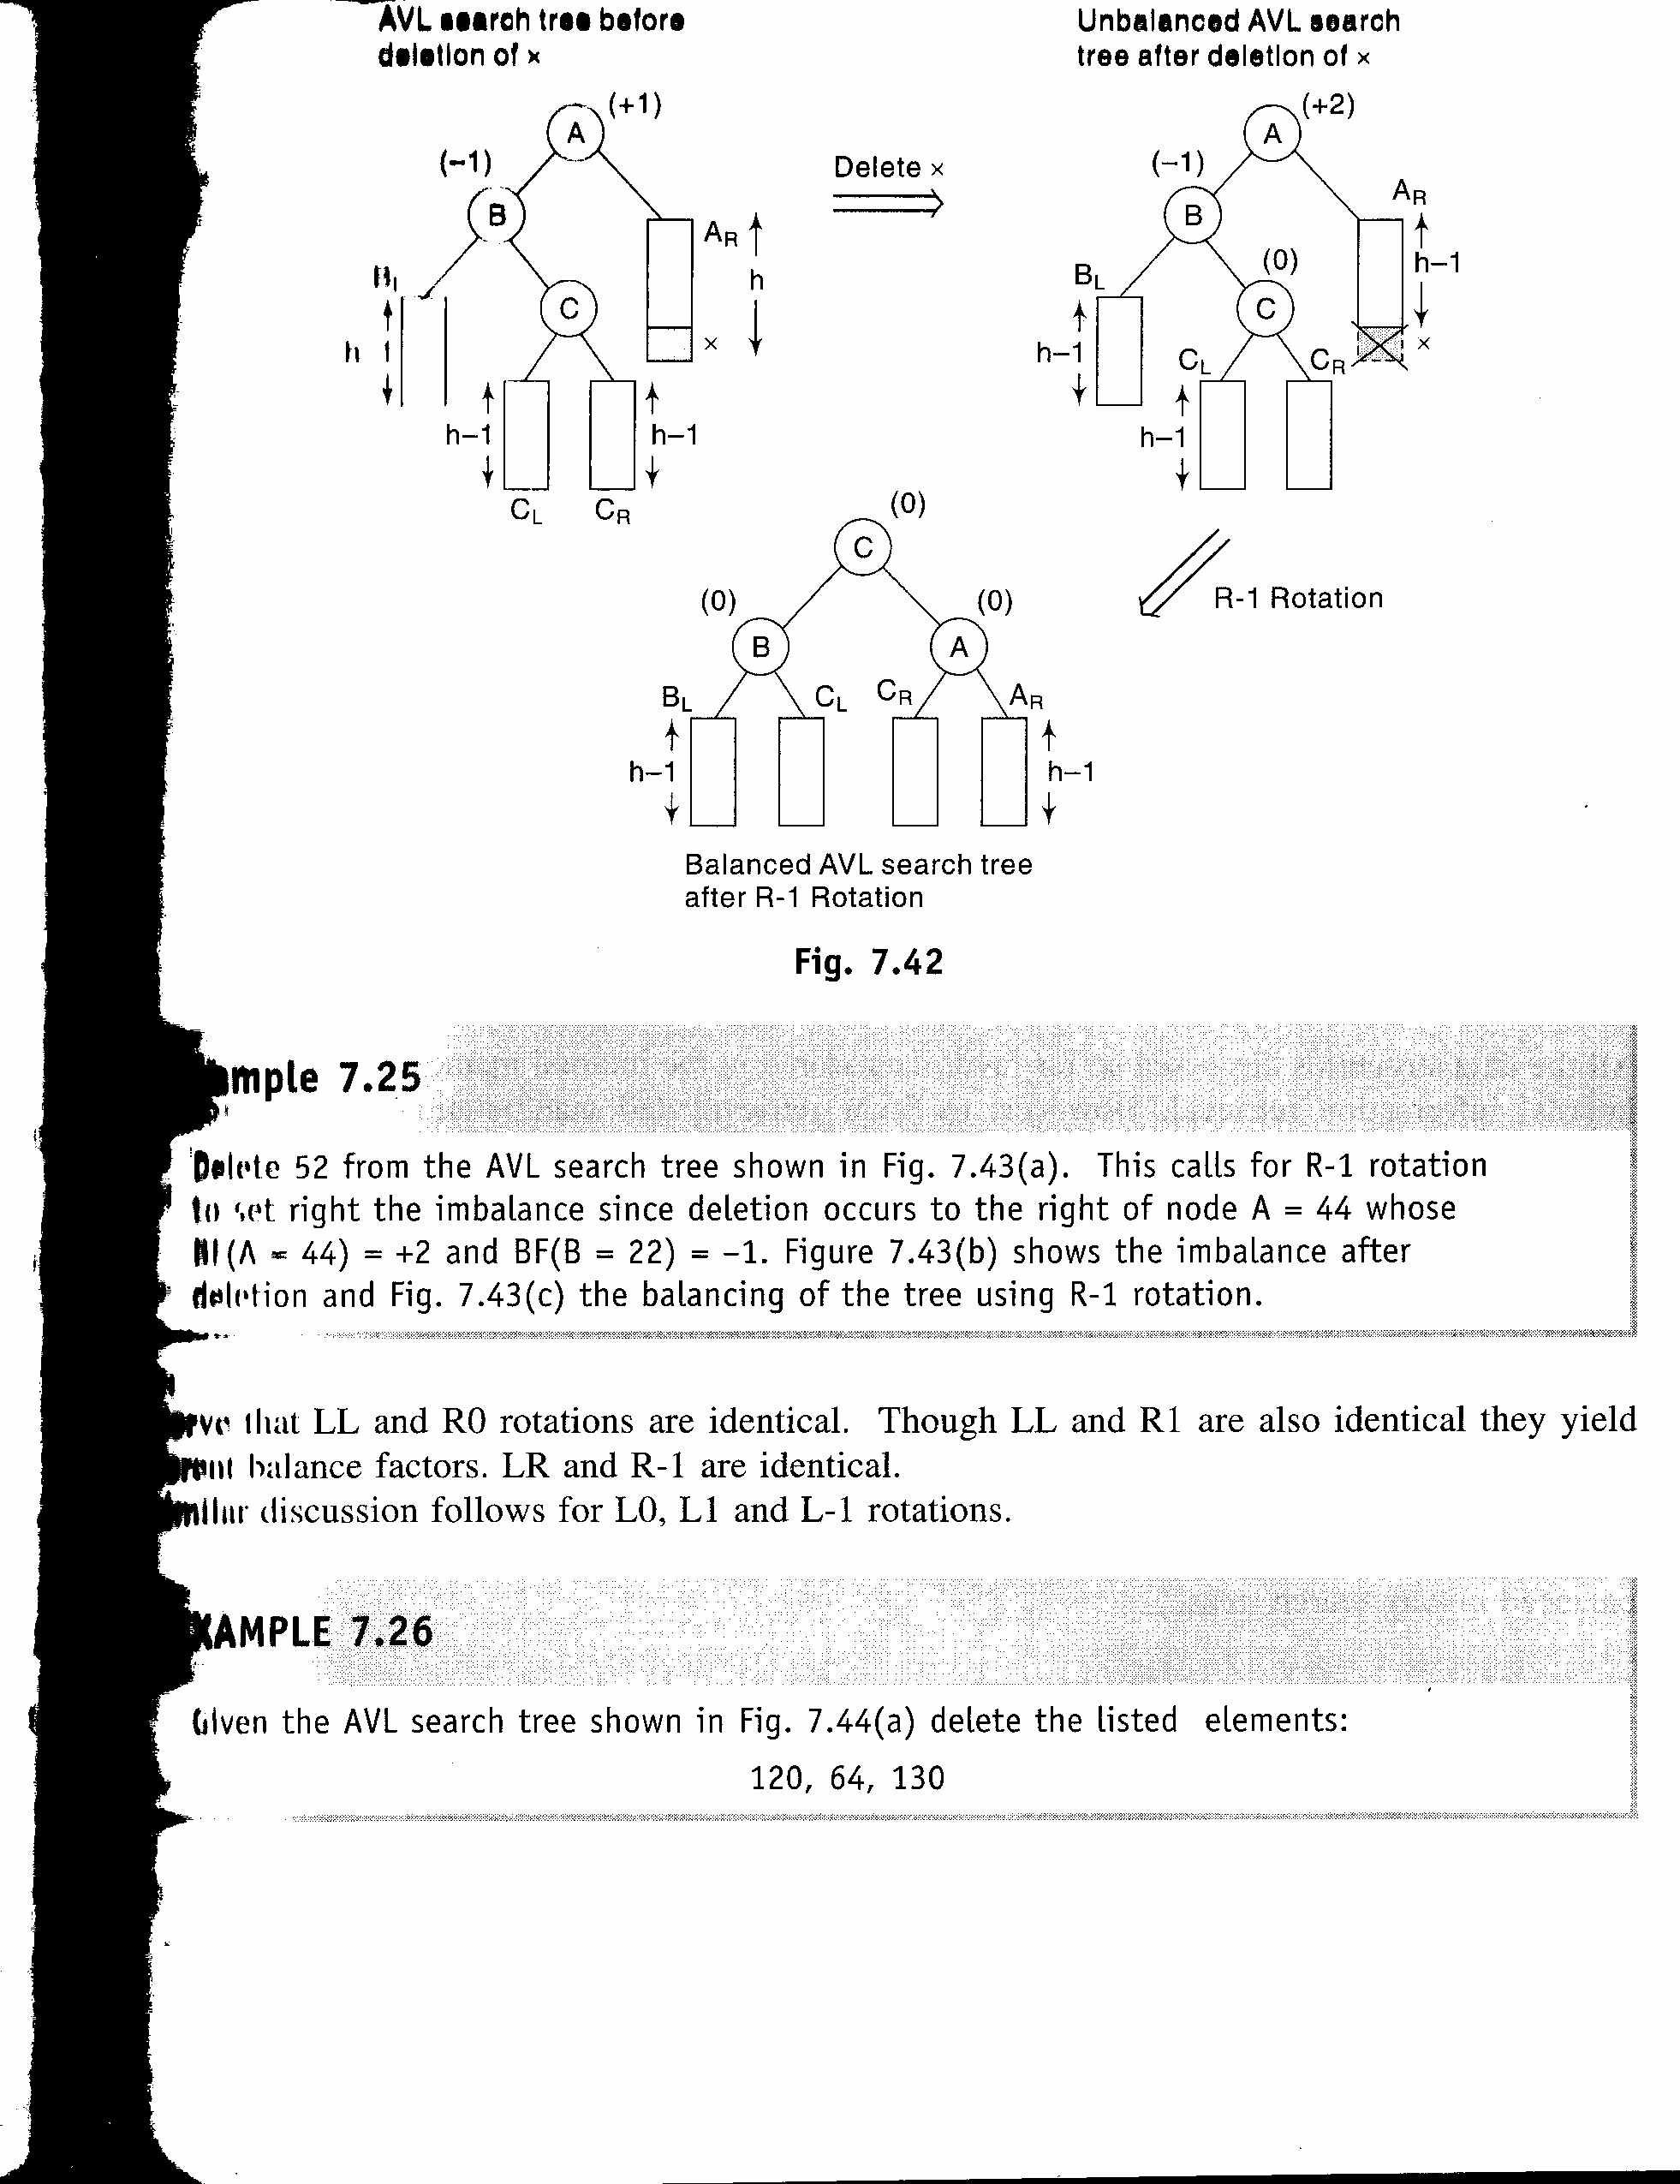 AVL search tree before
deletion of x
Unbalanced AVL search
tree after deletion of x
(+1)
A
(-1)
B
C
h
AR
h
x
h-1
h-1
CL
CR
Delete x
(+2)
A
(-1)
B
AR
h-1
x
BL
h-1
(0)
C
CL
CR
h-1
R-1 Rotation
(0)
C
(0)
B
(0)
A
BL
CL
CR
AR
h-1
h-1
Balanced AVL search tree
after R-1 Rotation
Fig. 7.42
mple 7.25
Delete 52 from the AVL search tree shown in Fig. 7.43(a). This calls for R-1 rotation
to set right the imbalance since deletion occurs to the right of node A = 44 whose
(A = 44) = +2 and BF(B = 22) = -1. Figure 7.43(b) shows the imbalance after
deletion and Fig. 7.43(c) the balancing of the tree using R-1 rotation.
that LL and R0 rotations are identical. Though LL and R1 are also identical they yield
balance factors. LR and R-1 are identical.
discussion follows for L0, L1 and L-1 rotations.
XAMPLE 7.26
Given the AVL search tree shown in Fig. 7.44(a) delete the listed elements:
120, 64, 130